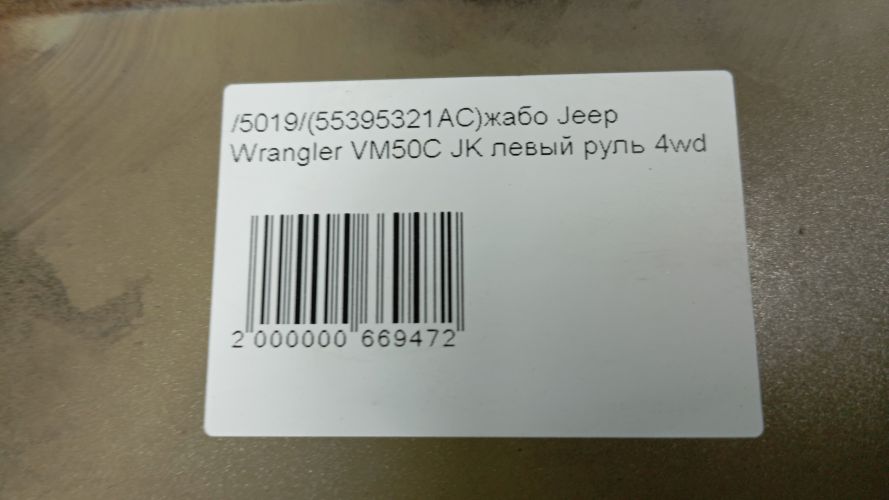 /5019/(55395321AC)жабо Jeep
Wrangler VM50C JK левый руль 4wd
2 000000 669472